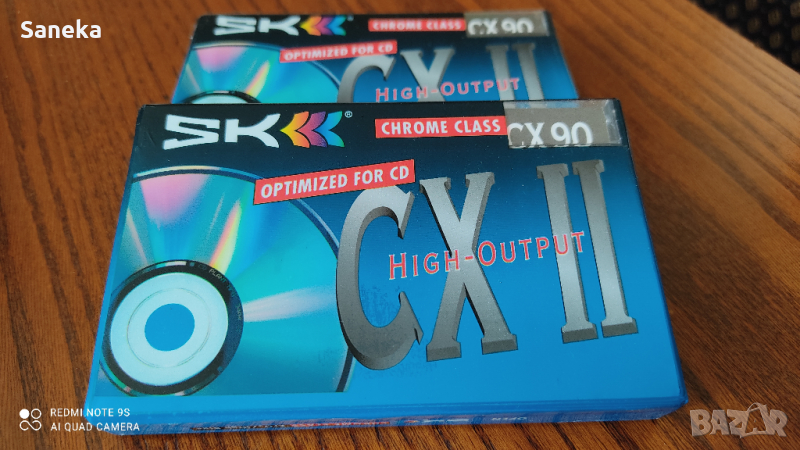 Saneka
SK CHROME CLASS CX 90
OPTIMIZED FOR CD
CX II
HIGH-OUTPUT
SK ® CHROME CLASS CX 90
OPTIMIZED FOR CD
CX II
HIGH-OUTPUT
REDMI NOTE 9S
AI QUAD CAMERA
BAZAR